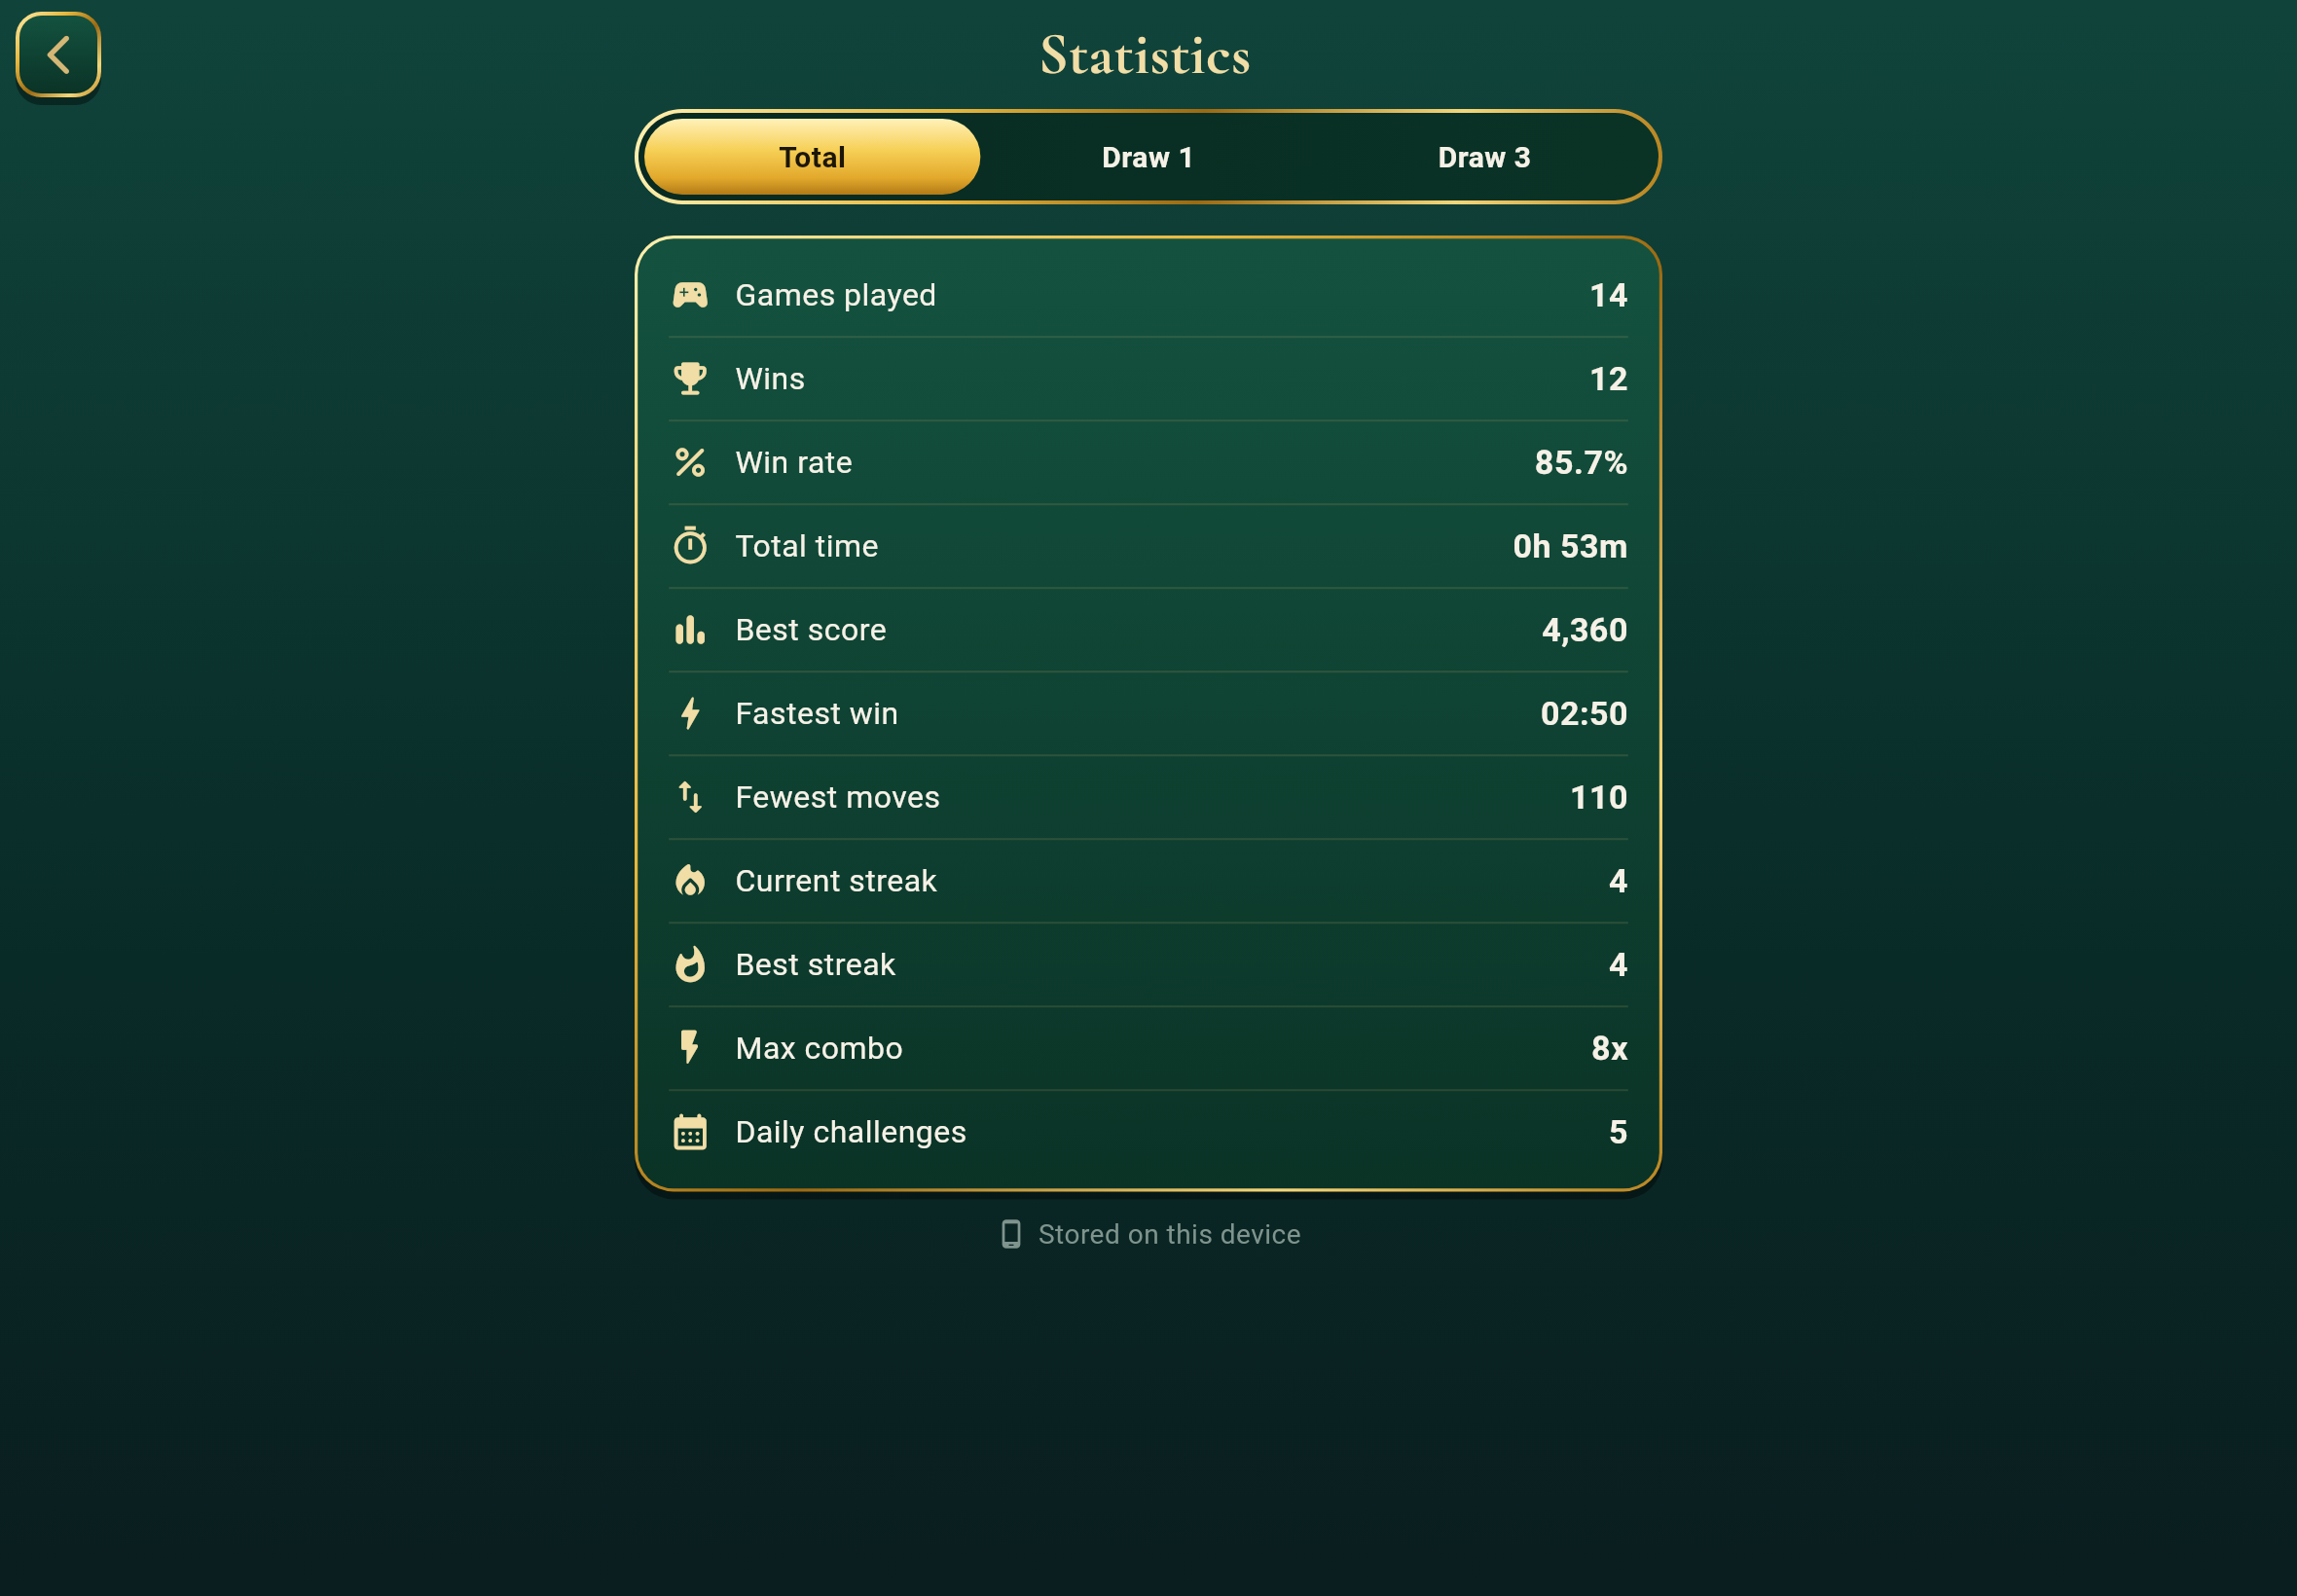 Statistics
Total Draw 1 Draw 3
Games played 14
Wins 12
Win rate 85.7%
Total time 0h 53m
Best score 4,360
Fastest win 02:50
Fewest moves 110
Current streak 4
Best streak 4
Max combo 8x
Daily challenges 5
Stored on this device